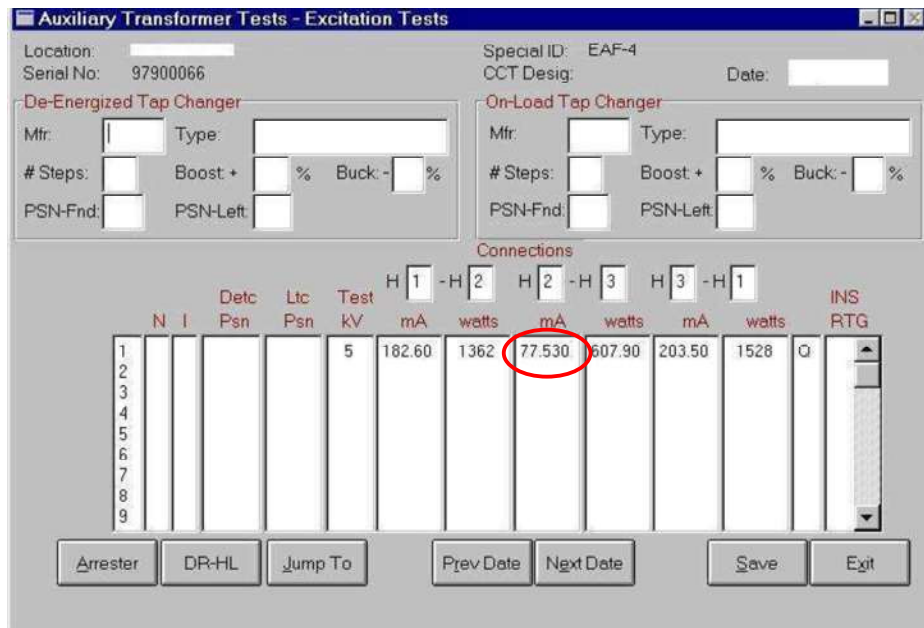 Auxiliary Transformer Tests - Excitation Tests
Location: Special ID: EAF-4
Serial No: 97900066 CCT Desig: Date:
De-Energized Tap Changer On-Load Tap Changer
Mfr: Type: Mfr: Type:
# Steps: Boost + % Buck: - % # Steps: Boost + % Buck: - %
PSN-Fnd: PSN-Left: PSN-Fnd: PSN-Left:
Connections
H 1 - H 2 H 2 - H 3 H 3 - H 1
Detc Ltc Test INS
N I Psn Psn kV mA watts mA watts mA watts RTG
1 5 182.60 1362 77.530 607.90 203.50 1528 Q
2
3
4
5
6
7
8
9
Arrester DR-HL Jump To Prev Date Next Date Save Exit